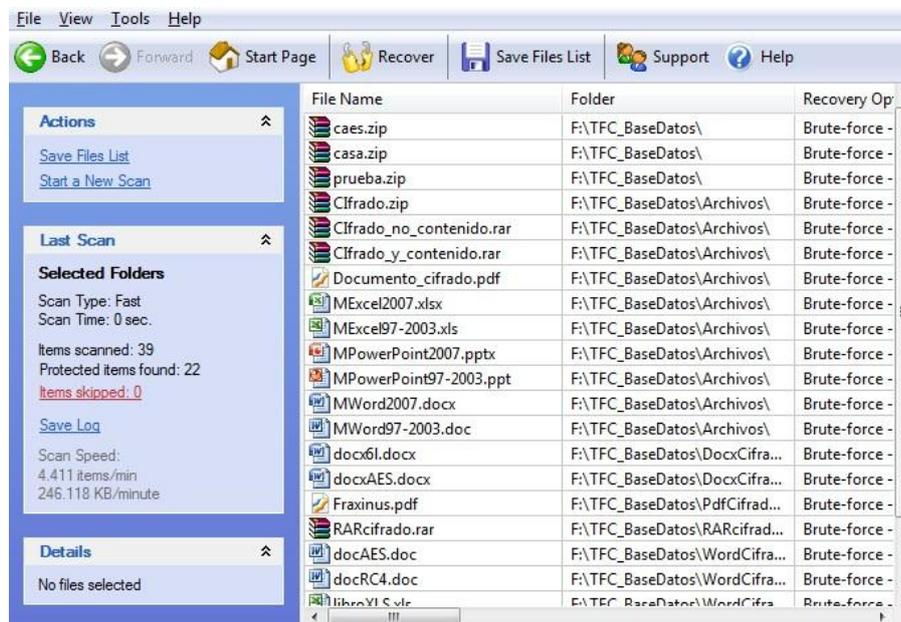 File View Tools Help
Back Forward Start Page Recover Save Files List Support Help
Actions
Save Files List
Start a New Scan
Last Scan
Selected Folders
Scan Type: Fast
Scan Time: 0 sec.
Items scanned: 39
Protected items found: 22
Items skipped: 0
Save Log
Scan Speed:
4.411 items/min
246.118 KB/minute
Details
No files selected
File Name Folder Recovery Op
caes.zip F:\TFC_BaseDatos\ Brute-force -
casa.zip F:\TFC_BaseDatos\ Brute-force -
prueba.zip F:\TFC_BaseDatos\ Brute-force -
CIfrado.zip F:\TFC_BaseDatos\Archivos\ Brute-force -
CIfrado_no_contenido.rar F:\TFC_BaseDatos\Archivos\ Brute-force -
CIfrado_y_contenido.rar F:\TFC_BaseDatos\Archivos\ Brute-force -
Documento_cifrado.pdf F:\TFC_BaseDatos\Archivos\ Brute-force -
MExcel2007.xlsx F:\TFC_BaseDatos\Archivos\ Brute-force -
MExcel97-2003.xls F:\TFC_BaseDatos\Archivos\ Brute-force -
MPowerPoint2007.pptx F:\TFC_BaseDatos\Archivos\ Brute-force -
MPowerPoint97-2003.ppt F:\TFC_BaseDatos\Archivos\ Brute-force -
MWord2007.docx F:\TFC_BaseDatos\Archivos\ Brute-force -
MWord97-2003.doc F:\TFC_BaseDatos\Archivos\ Brute-force -
docx6l.docx F:\TFC_BaseDatos\DocxCifra... Brute-force -
docxAES.docx F:\TFC_BaseDatos\DocxCifra... Brute-force -
Fraxinus.pdf F:\TFC_BaseDatos\PdfCifrad... Brute-force -
RARcifrado.rar F:\TFC_BaseDatos\RARcifrad... Brute-force -
docAES.doc F:\TFC_BaseDatos\WordCifra... Brute-force -
docRC4.doc F:\TFC_BaseDatos\WordCifra... Brute-force -
libroXLS.xls F:\TFC_BaseDatos\WordCifra... Brute-force -